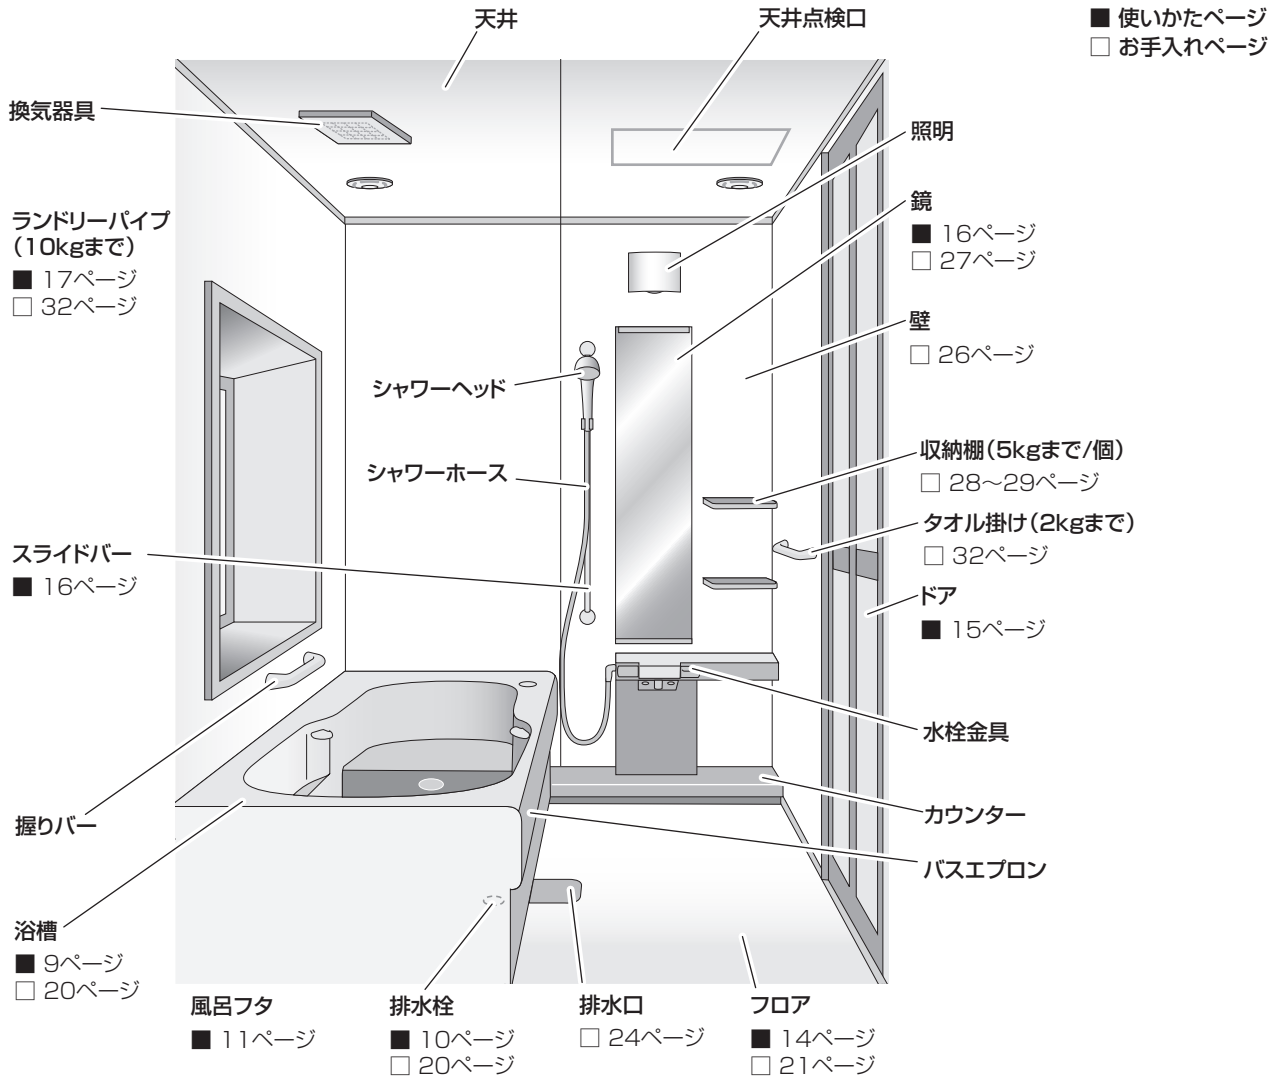 天井
天井点検口
■ 使いかたページ
□ お手入れページ
換気器具
照明
ランドリーパイプ
（10kgまで）
■ 17ページ
□ 32ページ
鏡
■ 16ページ
□ 27ページ
壁
□ 26ページ
シャワーヘッド
シャワーホース
収納棚（5kgまで/個）
□ 28～29ページ
タオル掛け（2kgまで）
□ 32ページ
スライドバー
■ 16ページ
ドア
■ 15ページ
水栓金具
握りバー
カウンター
バスエプロン
浴槽
■ 9ページ
□ 20ページ
風呂フタ
■ 11ページ
排水栓
■ 10ページ
□ 20ページ
排水口
□ 24ページ
フロア
■ 14ページ
□ 21ページ